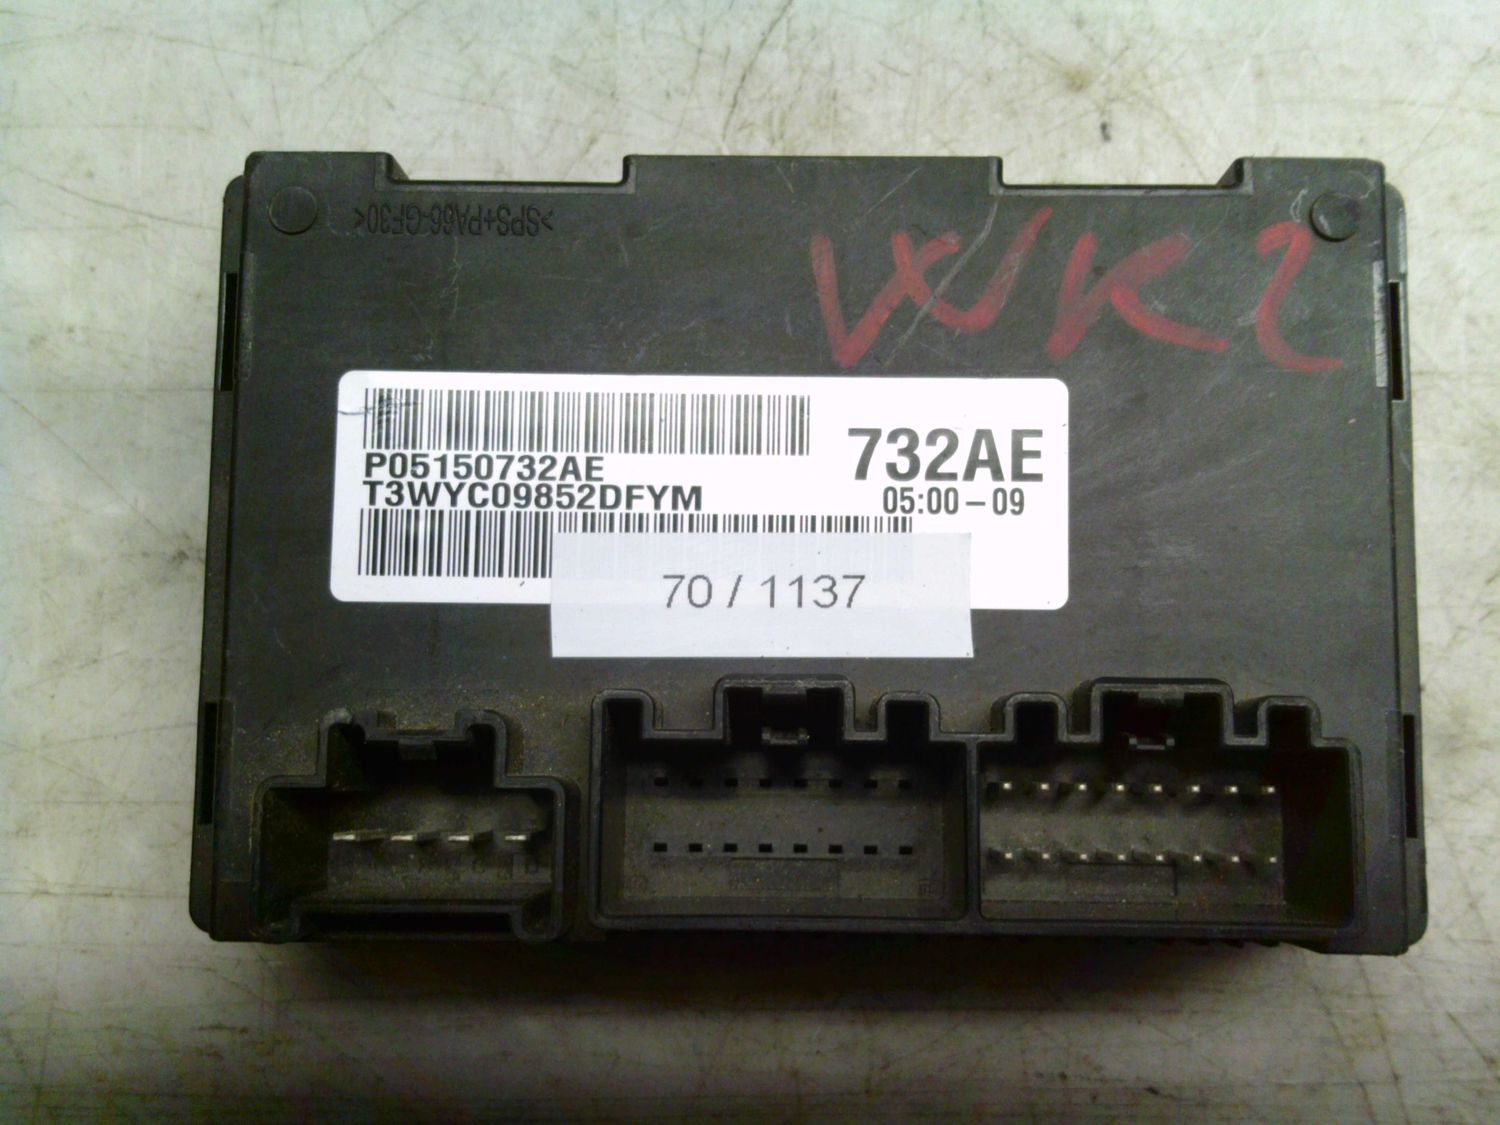 >SPS+PA66-GF30<
WK2
P05150732AE
732AE
T3WYC09852DFYM
05:00-09
70 / 1137